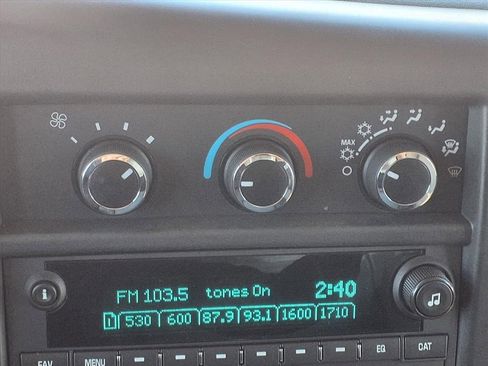 MAX
FM 103.5 tones On 2:40
1 530 600 87.9 93.1 1600 1710
i
FAV MENU EQ CAT